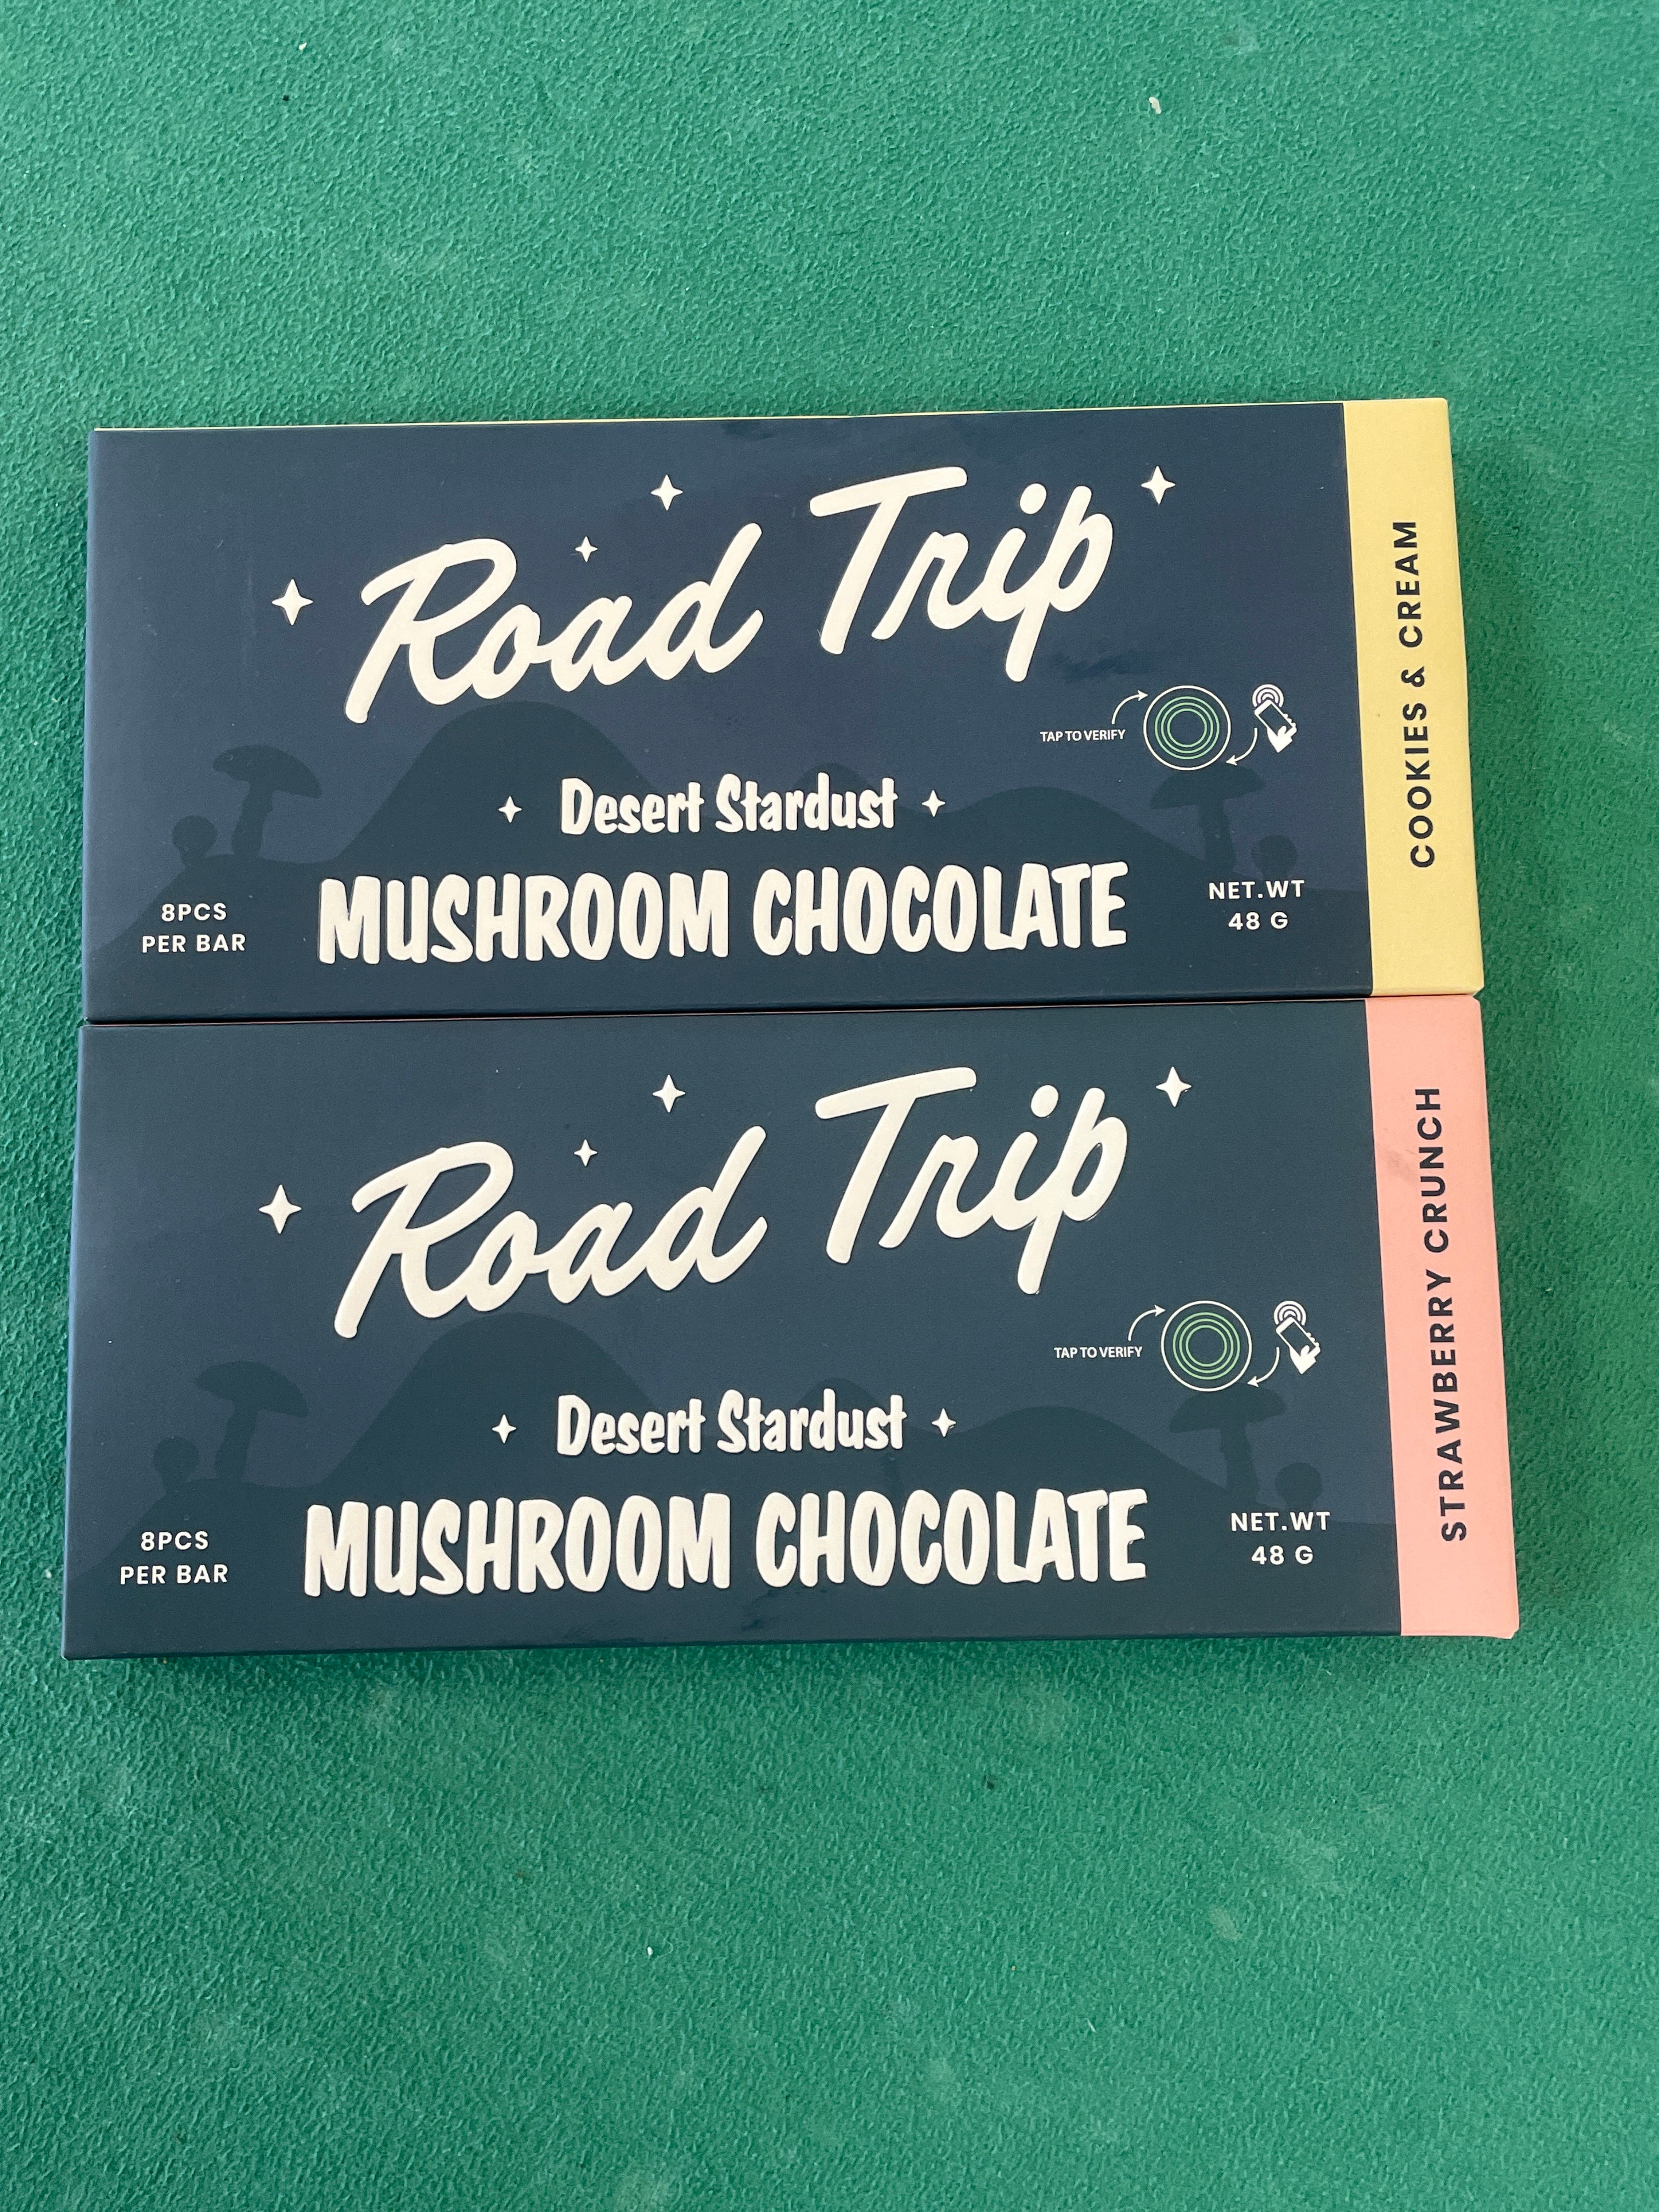 Road Trip
TAP TO VERIFY
Desert Stardust
MUSHROOM CHOCOLATE
8PCS
PER BAR
NET.WT
48 G
COOKIES & CREAM
Road Trip
TAP TO VERIFY
Desert Stardust
MUSHROOM CHOCOLATE
8PCS
PER BAR
NET.WT
48 G
STRAWBERRY CRUNCH